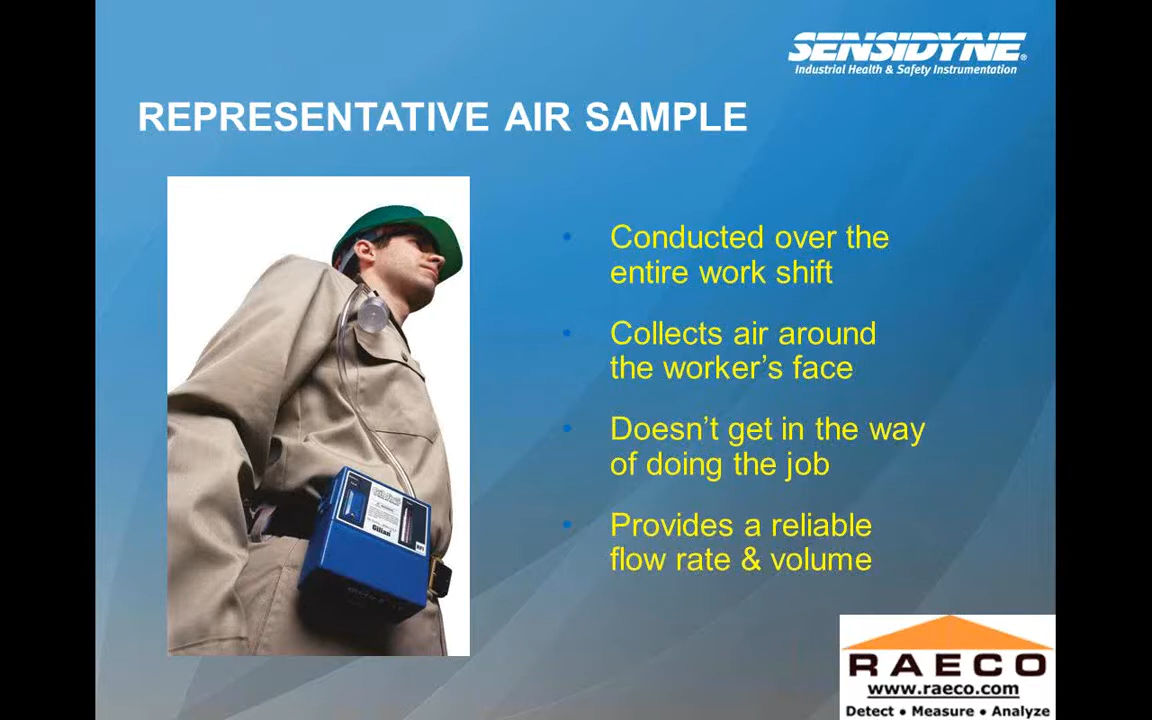 SENSIDYNE®
Industrial Health & Safety Instrumentation
REPRESENTATIVE AIR SAMPLE
• Conducted over the
entire work shift
• Collects air around
the worker’s face
• Doesn’t get in the way
of doing the job
• Provides a reliable
flow rate & volume
Gilian
RAECO
www.raeco.com
Detect • Measure • Analyze